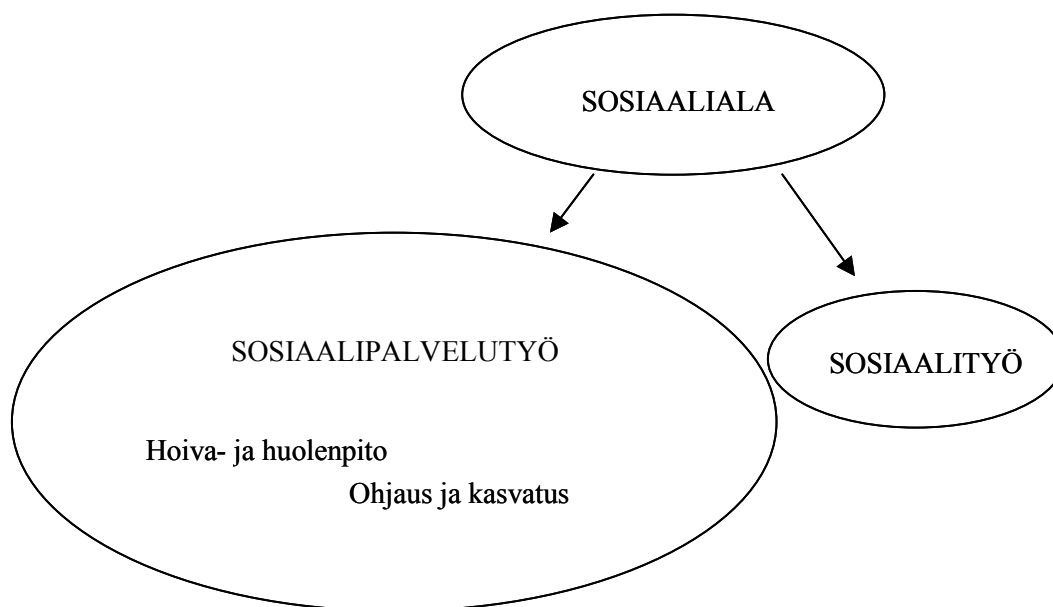 SOSIAALIALA
SOSIAALIPALVELUTYÖ
SOSIAALITYÖ
Hoiva- ja huolenpito
Ohjaus ja kasvatus